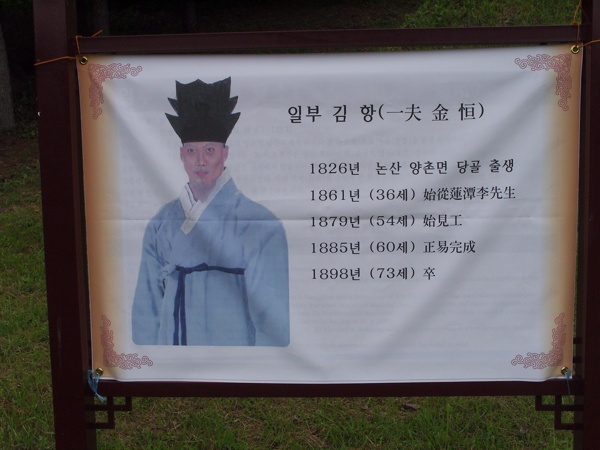 일부 김 항(一夫 金 恒)
1826년 논산 양촌면 당골 출생
1861년 (36세) 始從蓮潭李先生
1879년 (54세) 始見工
1885년 (60세) 正易完成
1898년 (73세) 卒